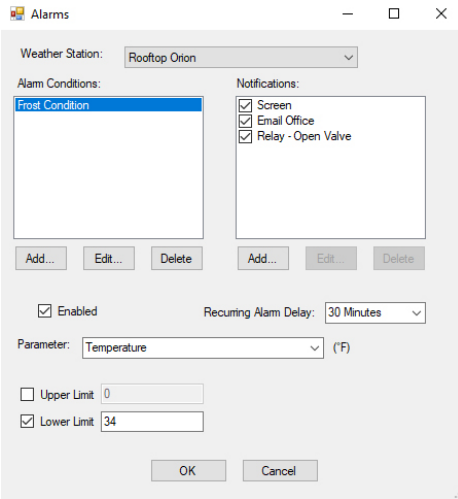 Alarms
Weather Station: Rooftop Orion
Alarm Conditions: Notifications:
Frost Condition
Screen
Email Office
Relay - Open Valve
Add... Edit... Delete Add... Edit... Delete
Enabled Recurring Alarm Delay: 30 Minutes
Parameter: Temperature (°F)
Upper Limit 0
Lower Limit 34
OK Cancel